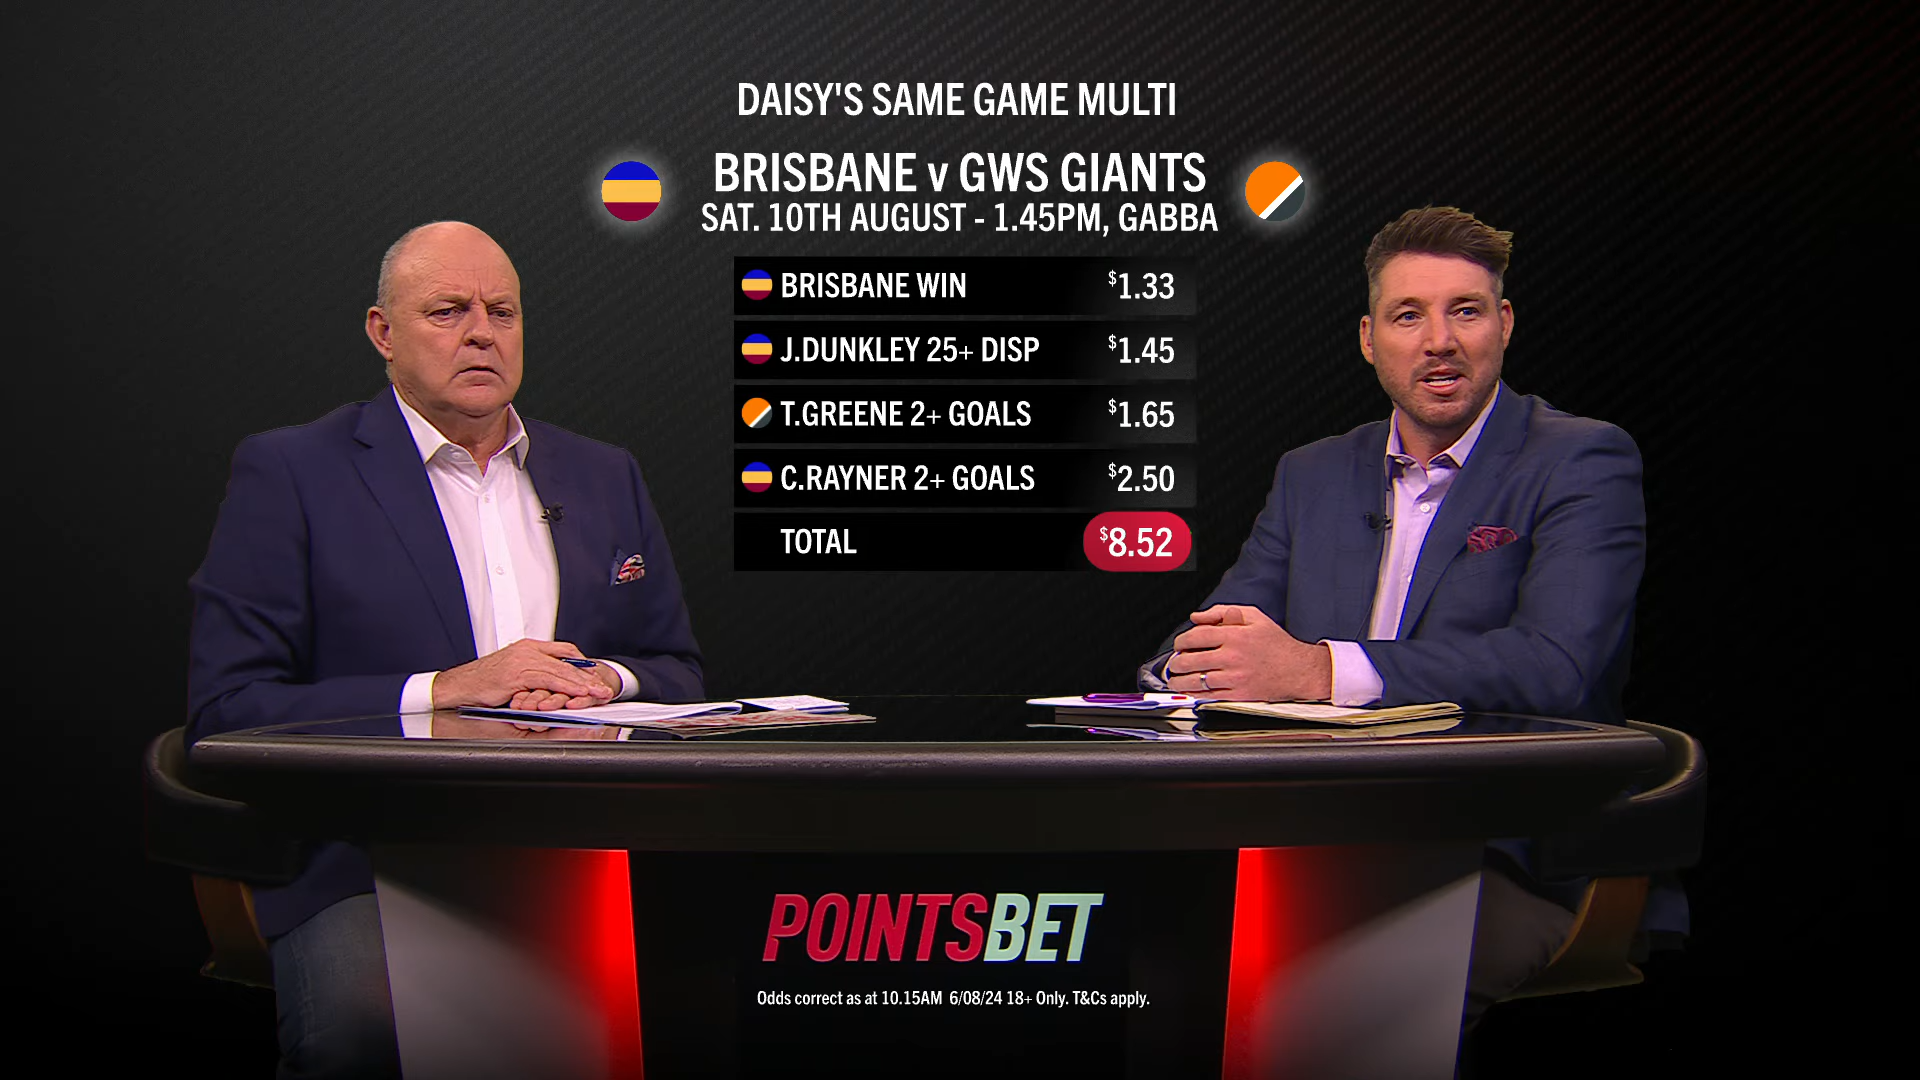 DAISY'S SAME GAME MULTI
BRISBANE v GWS GIANTS
SAT. 10TH AUGUST - 1.45PM, GABBA
BRISBANE WIN $1.33
J.DUNKLEY 25+ DISP $1.45
T.GREENE 2+ GOALS $1.65
C.RAYNER 2+ GOALS $2.50
TOTAL $8.52
POINTSBET
Odds correct as at 10.15AM 6/08/24 18+ Only. T&Cs apply.